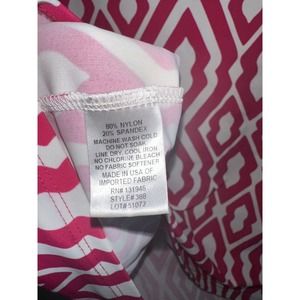 80% NYLON
20% SPANDEX
MACHINE WASH COLD
DO NOT SOAK
LINE DRY, COOL IRON
NO CHLORINE BLEACH
NO FABRIC SOFTENER
MADE IN USA OF
IMPORTED FABRIC
RN# 131945
STYLE# 388
LOT# 51077